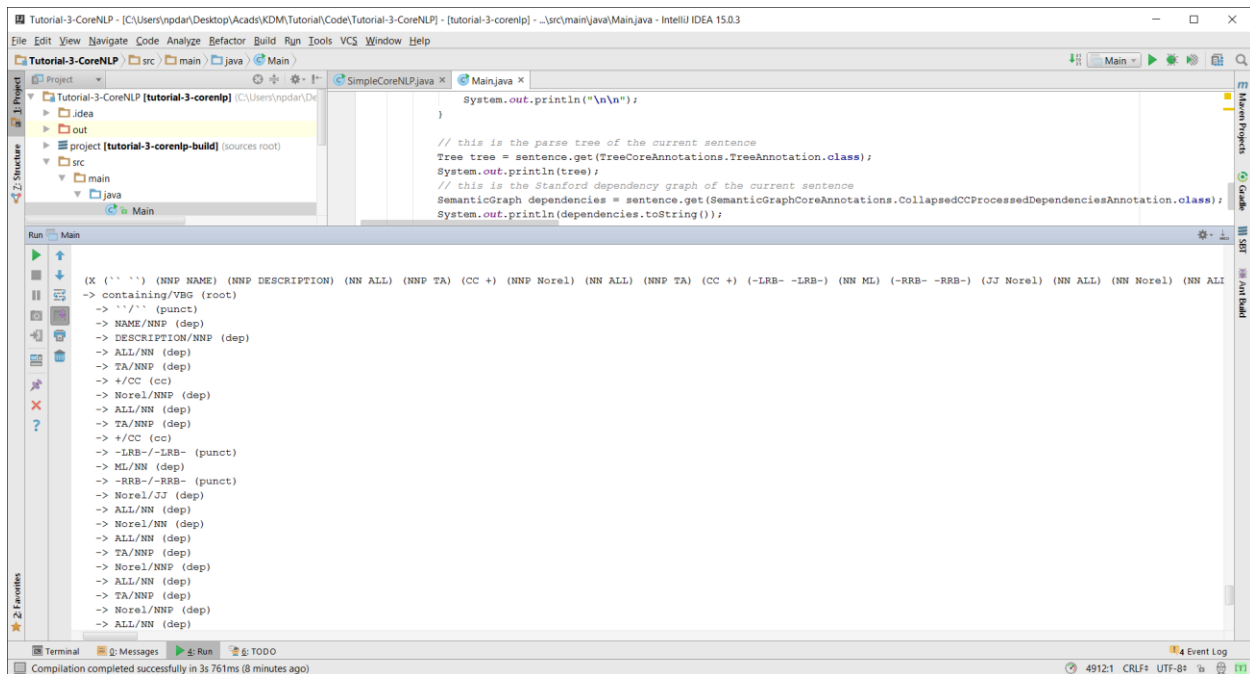 Tutorial-3-CoreNLP - [C:\Users\npdar\Desktop\Acads\KDM\Tutorial\Code\Tutorial-3-CoreNLP] - [tutorial-3-corenlp] - ...\src\main\java\Main.java - IntelliJ IDEA 15.0.3
File Edit View Navigate Code Analyze Refactor Build Run Tools VCS Window Help
Tutorial-3-CoreNLP src main java Main
Main
1: Project
Z: Structure
2: Favorites
Project
Tutorial-3-CoreNLP [tutorial-3-corenlp] (C:\Users\npdar\De
.idea
out
project [tutorial-3-corenlp-build] (sources root)
src
main
java
Main
SimpleCoreNLP.java × Main.java ×
System.out.println("\n\n");
}
// this is the parse tree of the current sentence
Tree tree = sentence.get(TreeCoreAnnotations.TreeAnnotation.class);
System.out.println(tree);
// this is the Stanford dependency graph of the current sentence
SemanticGraph dependencies = sentence.get(SemanticGraphCoreAnnotations.CollapsedCCProcessedDependenciesAnnotation.class);
System.out.println(dependencies.toString());
Maven Projects
Gradle
SBT
Ant Build
Run Main
(X (`` ``) (NNP NAME) (NNP DESCRIPTION) (NN ALL) (NNP TA) (CC +) (NNP Norel) (NN ALL) (NNP TA) (CC +) (-LRB- -LRB-) (NN ML) (-RRB- -RRB-) (JJ Norel) (NN ALL) (NN Norel) (NN ALI
-> containing/VBG (root)
-> ``/`` (punct)
-> NAME/NNP (dep)
-> DESCRIPTION/NNP (dep)
-> ALL/NN (dep)
-> TA/NNP (dep)
-> +/CC (cc)
-> Norel/NNP (dep)
-> ALL/NN (dep)
-> TA/NNP (dep)
-> +/CC (cc)
-> -LRB-/-LRB- (punct)
-> ML/NN (dep)
-> -RRB-/-RRB- (punct)
-> Norel/JJ (dep)
-> ALL/NN (dep)
-> Norel/NN (dep)
-> ALL/NN (dep)
-> TA/NNP (dep)
-> Norel/NNP (dep)
-> ALL/NN (dep)
-> TA/NNP (dep)
-> Norel/NNP (dep)
-> ALL/NN (dep)
Terminal 0: Messages 4: Run 6: TODO
4 Event Log
Compilation completed successfully in 3s 761ms (8 minutes ago)
4912:1 CRLF÷ UTF-8÷